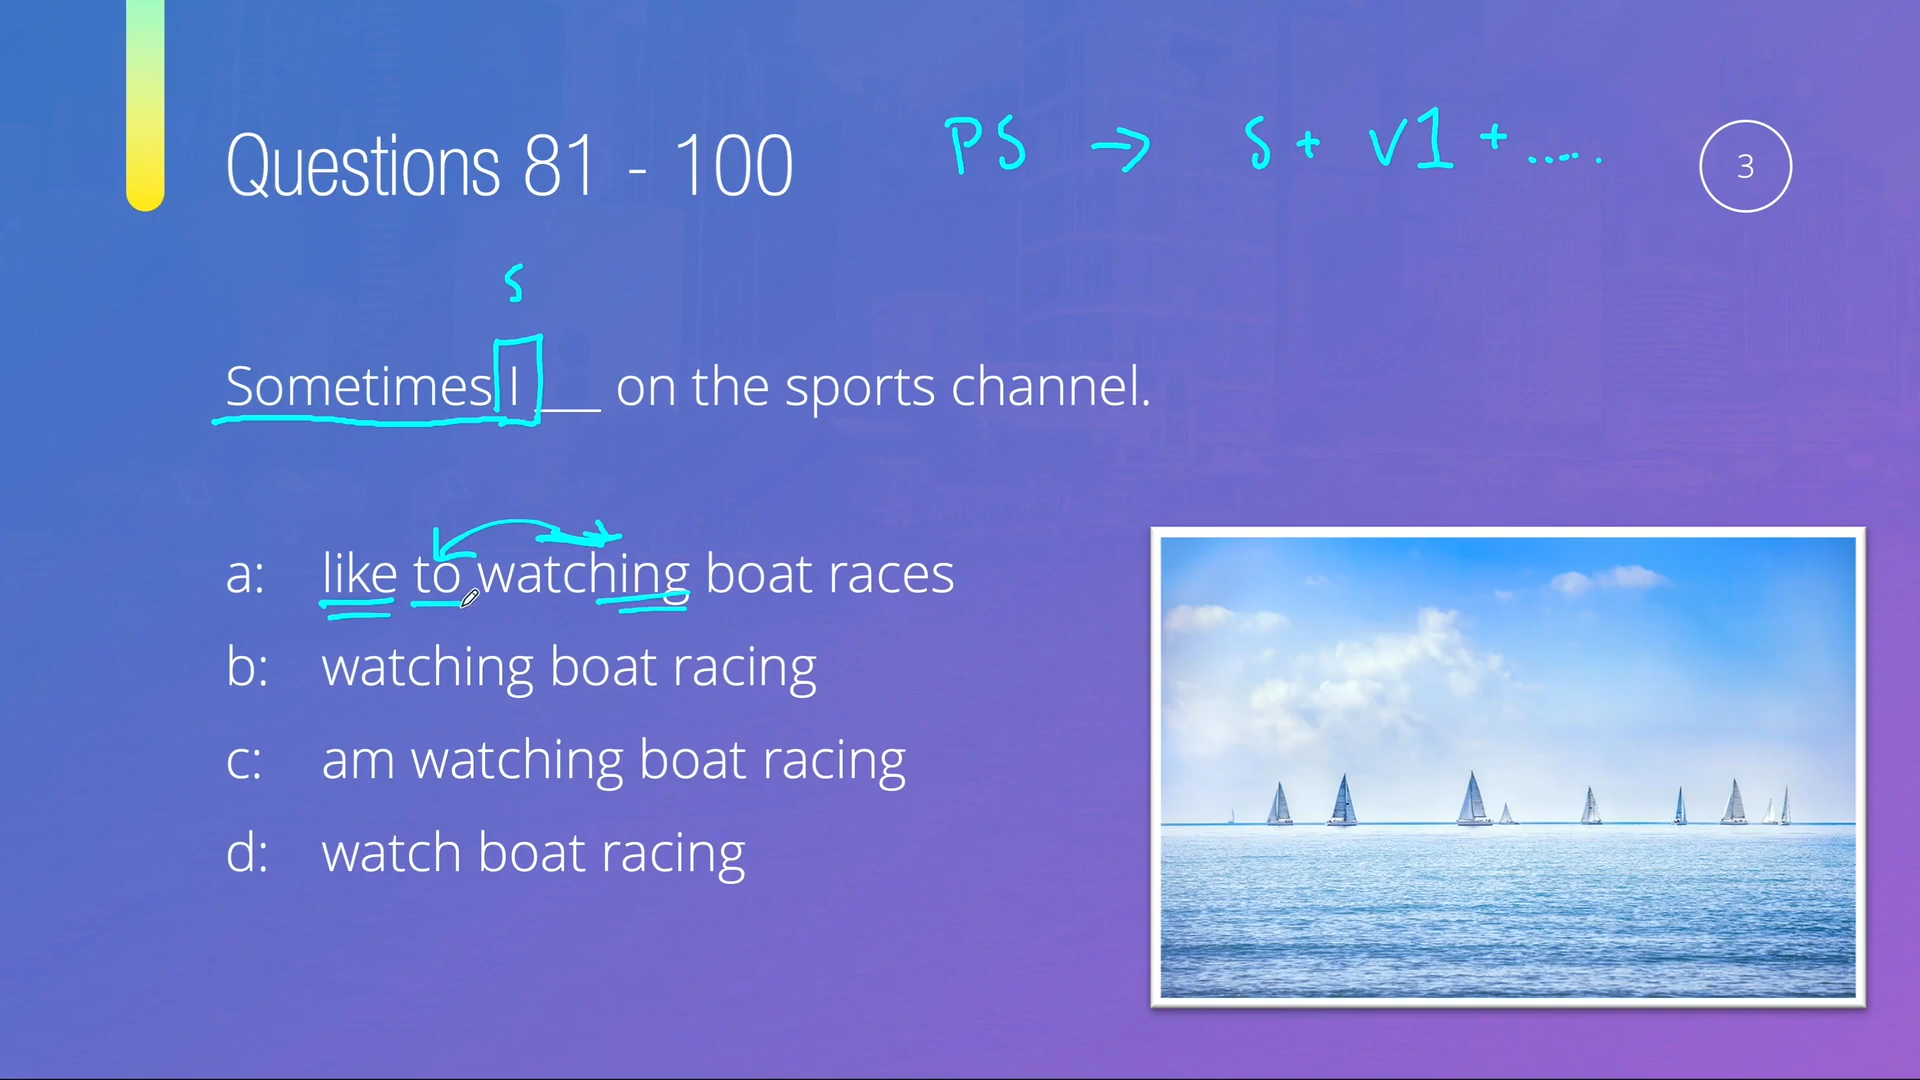 Questions 81 - 100
PS → S + V1 + .....
3
S
Sometimes I ___ on the sports channel.
a: like to watching boat races
b: watching boat racing
c: am watching boat racing
d: watch boat racing